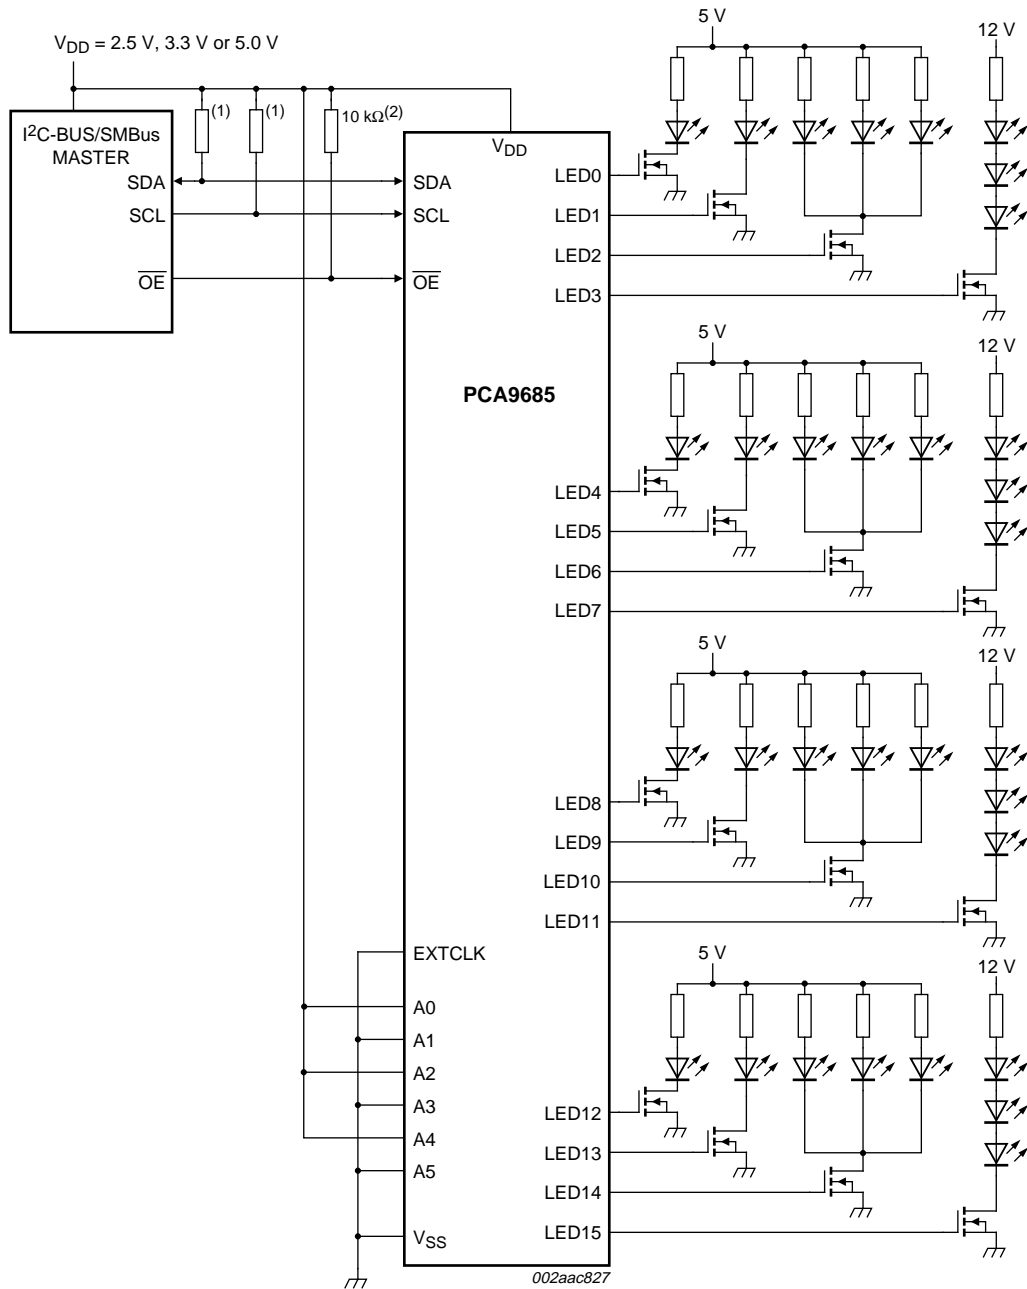 V_DD = 2.5 V, 3.3 V or 5.0 V
5 V
12 V
I²C-BUS/SMBus
MASTER
(1)
(1)
10 kΩ(2)
V_DD
SDA
SDA
SCL
SCL
OE
OE
PCA9685
LED0
LED1
LED2
LED3
5 V
12 V
LED4
LED5
LED6
LED7
5 V
12 V
LED8
LED9
LED10
LED11
5 V
12 V
LED12
LED13
LED14
LED15
EXTCLK
A0
A1
A2
A3
A4
A5
V_SS
002aac827